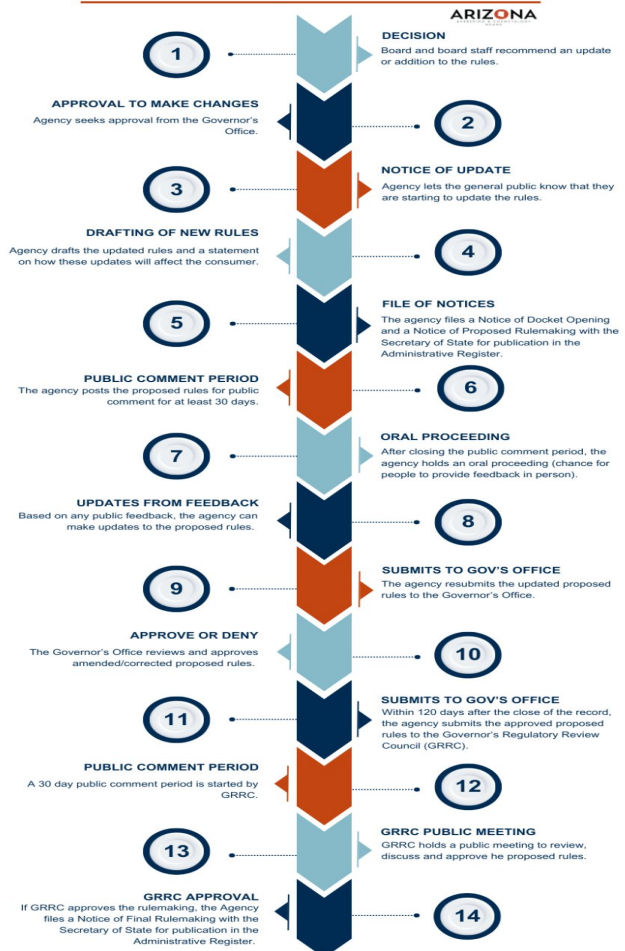 ARIZONA
1
DECISION
Board and board staff recommend an update
or addition to the rules.
APPROVAL TO MAKE CHANGES
Agency seeks approval from the Governor's
Office.
2
3
NOTICE OF UPDATE
Agency lets the general public know that they
are starting to update the rules.
DRAFTING OF NEW RULES
Agency drafts the updated rules and a statement
on how these updates will affect the consumer.
4
5
FILE OF NOTICES
The agency files a Notice of Docket Opening
and a Notice of Proposed Rulemaking with the
Secretary of State for publication in the
Administrative Register.
PUBLIC COMMENT PERIOD
The agency posts the proposed rules for public
comment for at least 30 days.
6
7
ORAL PROCEEDING
After closing the public comment period, the
agency holds an oral proceeding (chance for
people to provide feedback in person).
UPDATES FROM FEEDBACK
Based on any public feedback, the agency can
make updates to the proposed rules.
8
9
SUBMITS TO GOV'S OFFICE
The agency resubmits the updated proposed
rules to the Governor's Office.
APPROVE OR DENY
The Governor's Office reviews and approves
amended/corrected proposed rules.
10
11
SUBMITS TO GOV'S OFFICE
Within 120 days after the close of the record,
the agency submits the approved proposed
rules to the Governor's Regulatory Review
Council (GRRC).
PUBLIC COMMENT PERIOD
A 30 day public comment period is started by
GRRC.
12
13
GRRC PUBLIC MEETING
GRRC holds a public meeting to review,
discuss and approve he proposed rules.
GRRC APPROVAL
If GRRC approves the rulemaking, the Agency
files a Notice of Final Rulemaking with the
Secretary of State for publication in the
Administrative Register.
14